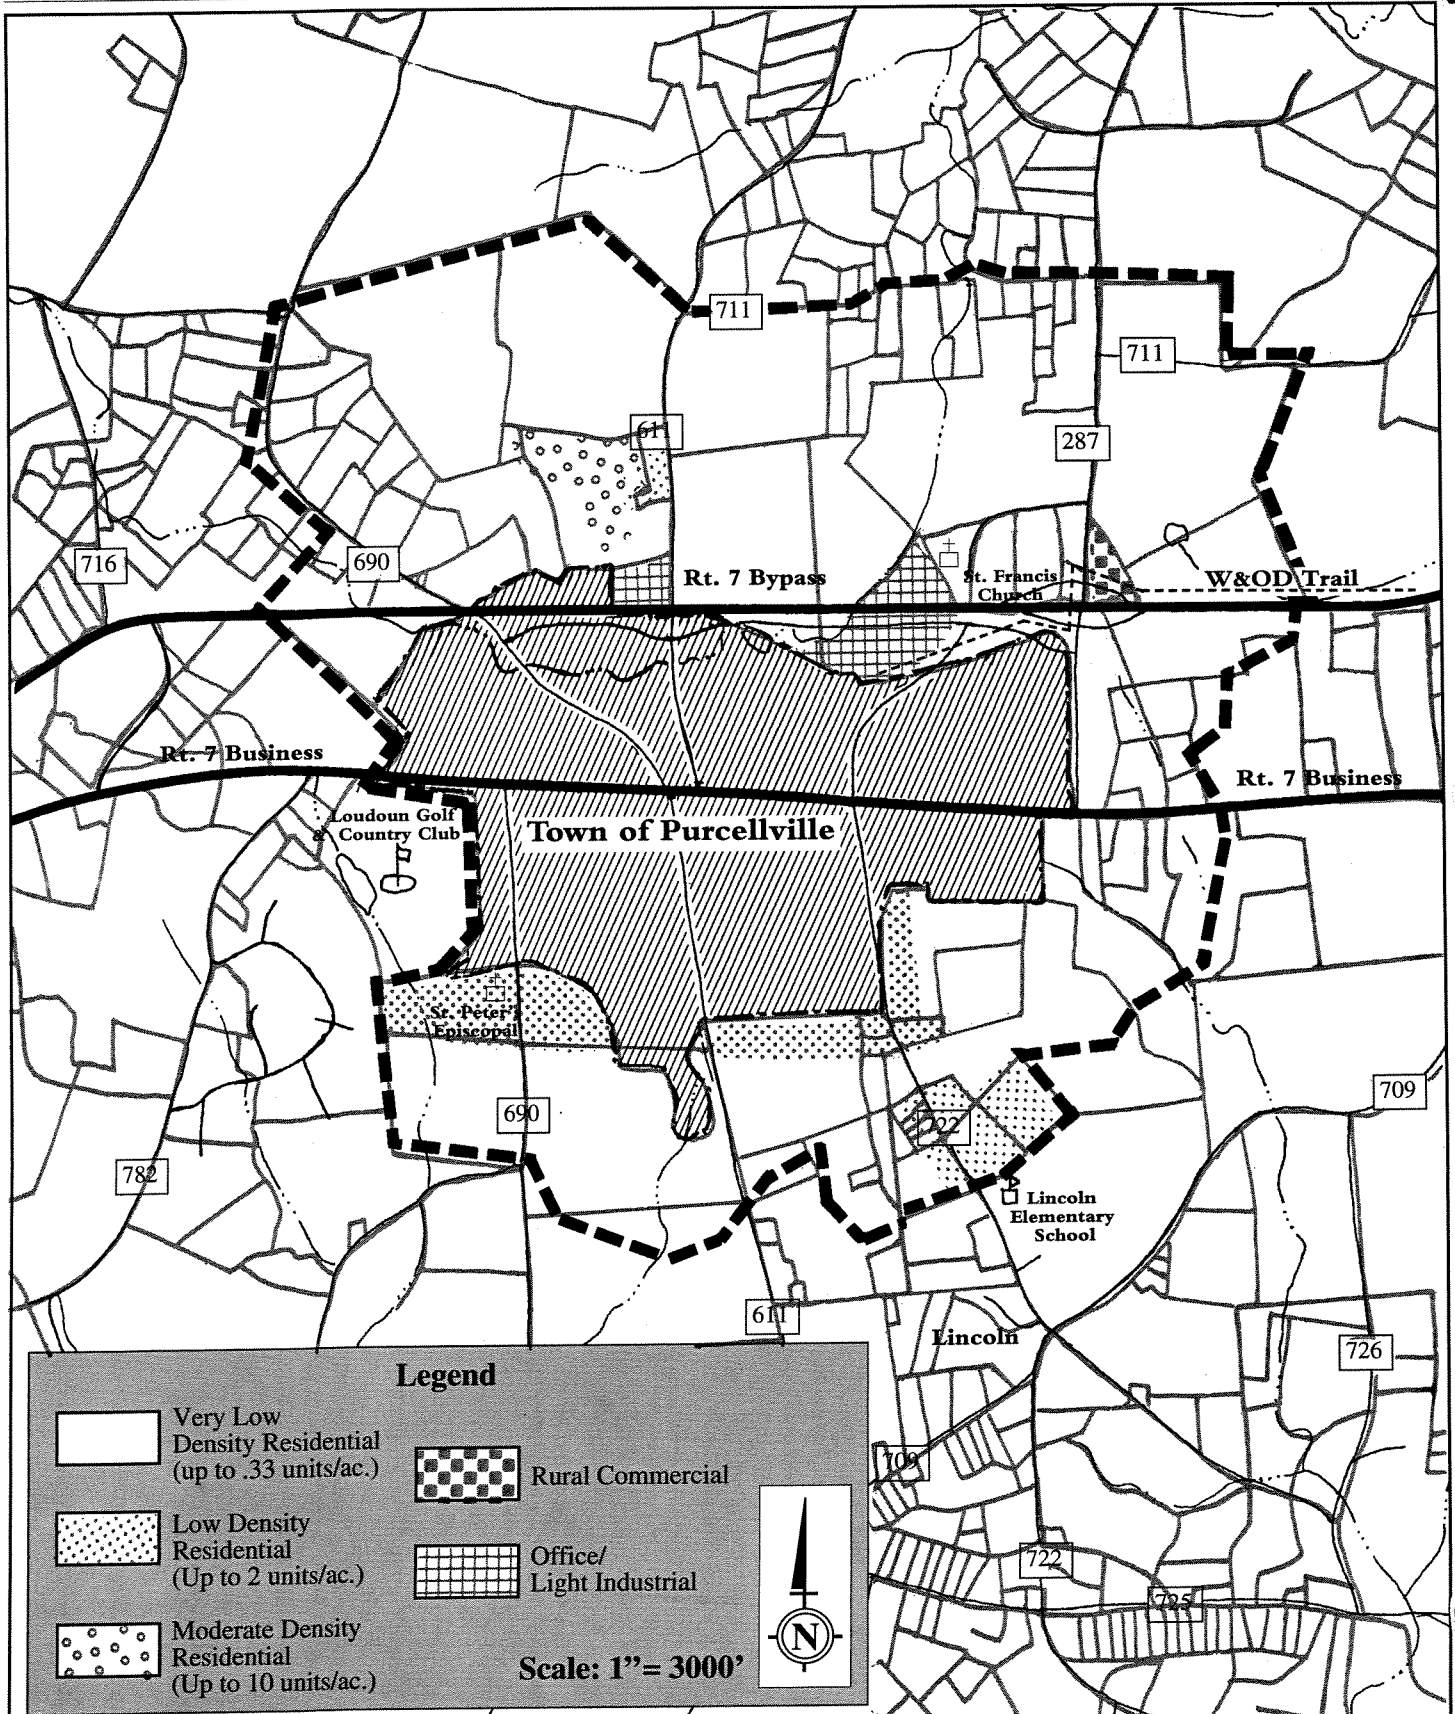 711
711
611
287
716
690
Rt. 7 Bypass
St. Francis
Church
W&OD Trail
Rt. 7 Business
Rt. 7 Business
Loudoun Golf
& Country Club
Town of Purcellville
St. Peter's
Episcopal
690
722
709
782
Lincoln
Elementary
School
611
Lincoln
726
709
722
725
Legend
Very Low
Density Residential
(up to .33 units/ac.)
Low Density
Residential
(Up to 2 units/ac.)
Moderate Density
Residential
(Up to 10 units/ac.)
Rural Commercial
Office/
Light Industrial
Scale: 1”= 3000’
N